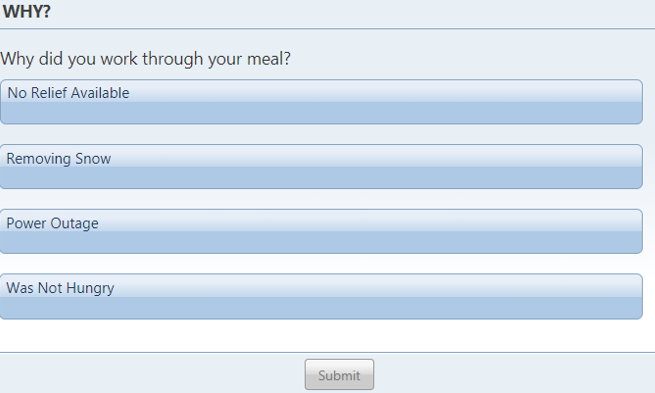 WHY?
Why did you work through your meal?
No Relief Available
Removing Snow
Power Outage
Was Not Hungry
Submit